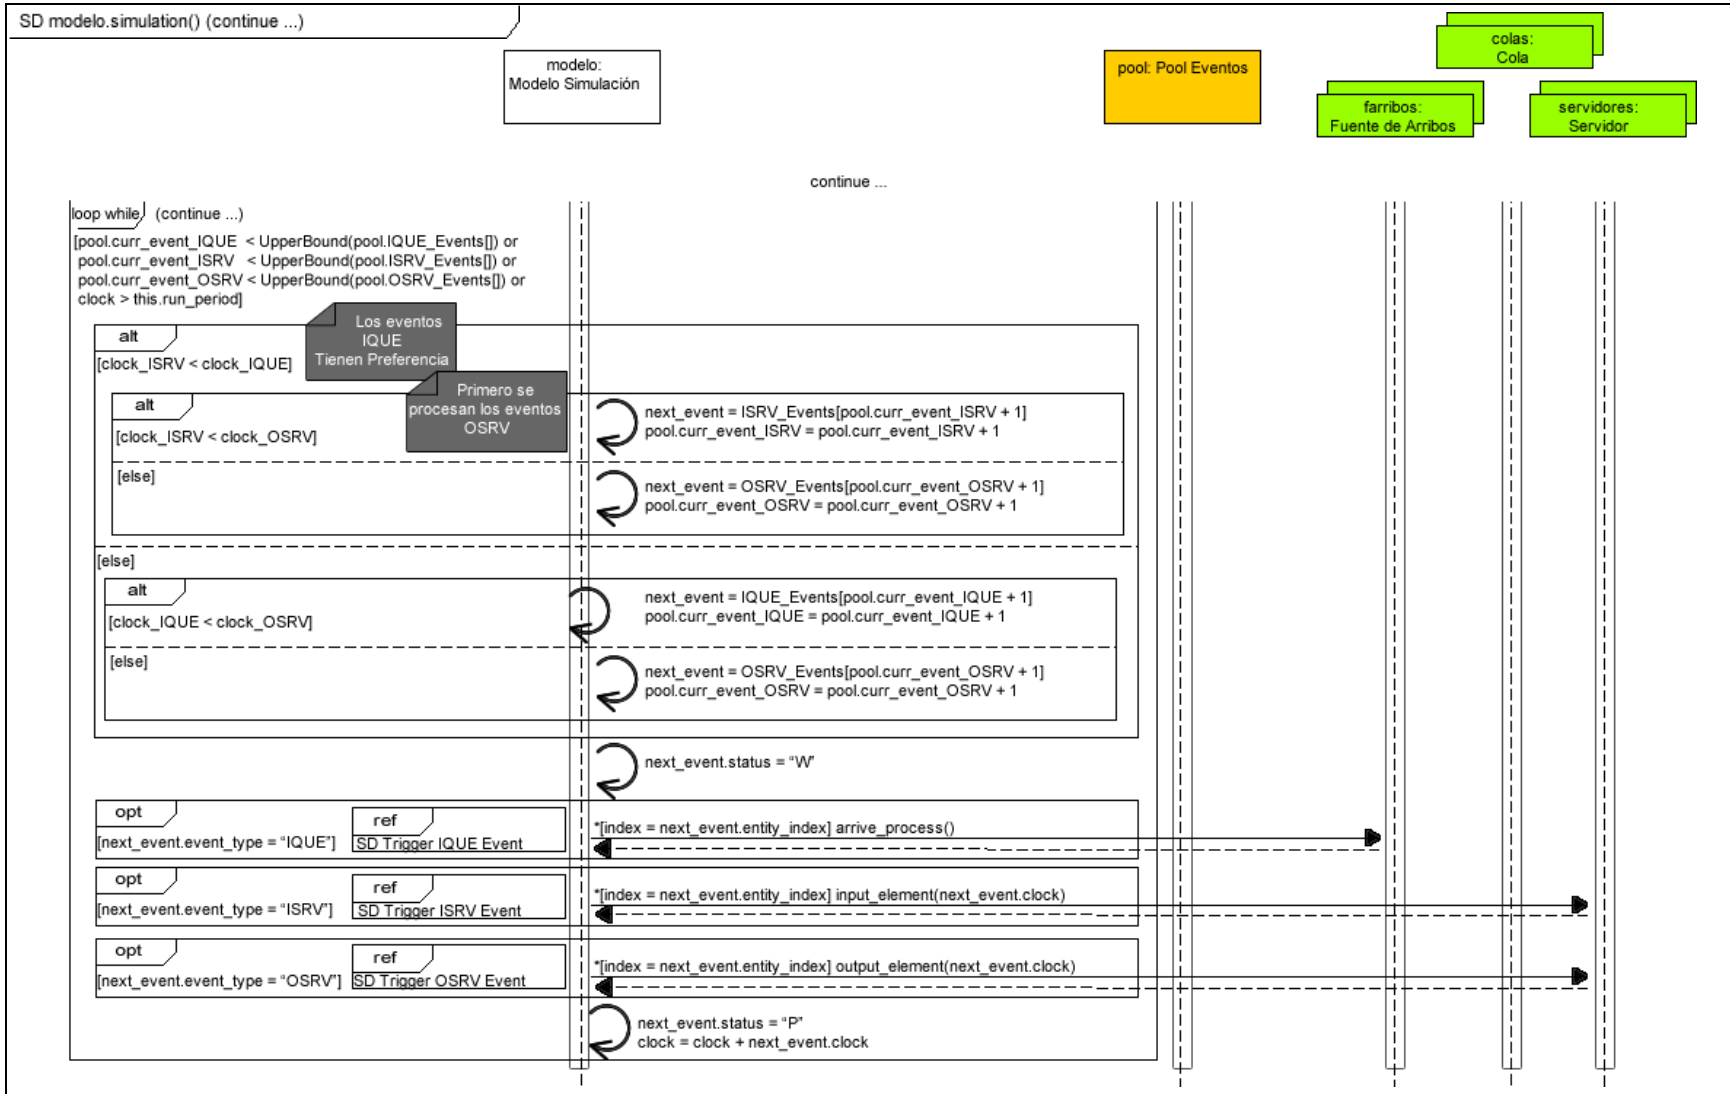 SD modelo.simulation() (continue ...)
colas:
Cola
modelo:
Modelo Simulación
pool: Pool Eventos
farribos:
Fuente de Arribos
servidores:
Servidor
continue ...
loop while (continue ...)
[pool.curr_event_IQUE < UpperBound(pool.IQUE_Events[]) or
pool.curr_event_ISRV < UpperBound(pool.ISRV_Events[]) or
pool.curr_event_OSRV < UpperBound(pool.OSRV_Events[]) or
clock > this.run_period]
alt
[clock_ISRV < clock_IQUE]
Los eventos
IQUE
Tienen Preferencia
Primero se
procesan los eventos
OSRV
alt
[clock_ISRV < clock_OSRV]
next_event = ISRV_Events[pool.curr_event_ISRV + 1]
pool.curr_event_ISRV = pool.curr_event_ISRV + 1
[else]
next_event = OSRV_Events[pool.curr_event_OSRV + 1]
pool.curr_event_OSRV = pool.curr_event_OSRV + 1
[else]
alt
[clock_IQUE < clock_OSRV]
next_event = IQUE_Events[pool.curr_event_IQUE + 1]
pool.curr_event_IQUE = pool.curr_event_IQUE + 1
[else]
next_event = OSRV_Events[pool.curr_event_OSRV + 1]
pool.curr_event_OSRV = pool.curr_event_OSRV + 1
next_event.status = “W”
opt
[next_event.event_type = “IQUE”]
ref
SD Trigger IQUE Event
*[index = next_event.entity_index] arrive_process()
opt
[next_event.event_type = “ISRV”]
ref
SD Trigger ISRV Event
*[index = next_event.entity_index] input_element(next_event.clock)
opt
[next_event.event_type = “OSRV”]
ref
SD Trigger OSRV Event
*[index = next_event.entity_index] output_element(next_event.clock)
next_event.status = “P”
clock = clock + next_event.clock